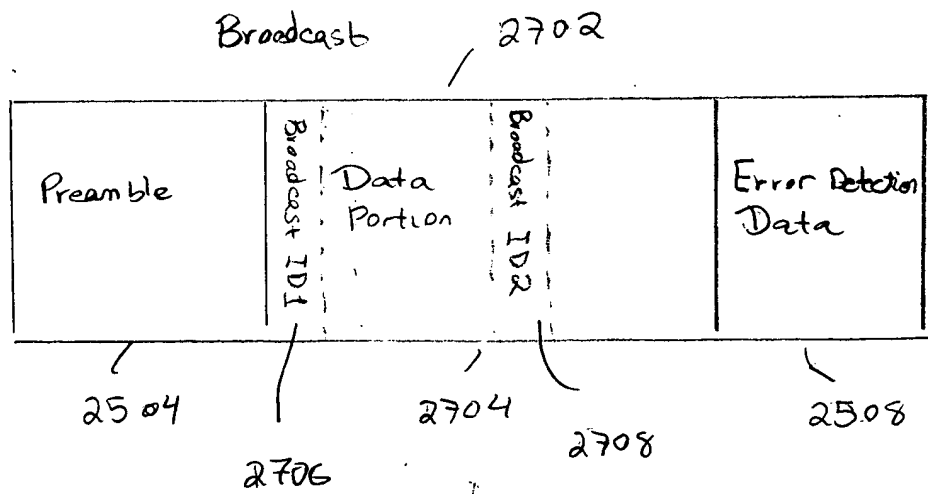 Broadcast 2702
Preamble
Broadcast ID1
Data
Portion
Broadcast ID2
Error Detection
Data
2504
2706
2704
2708
2508